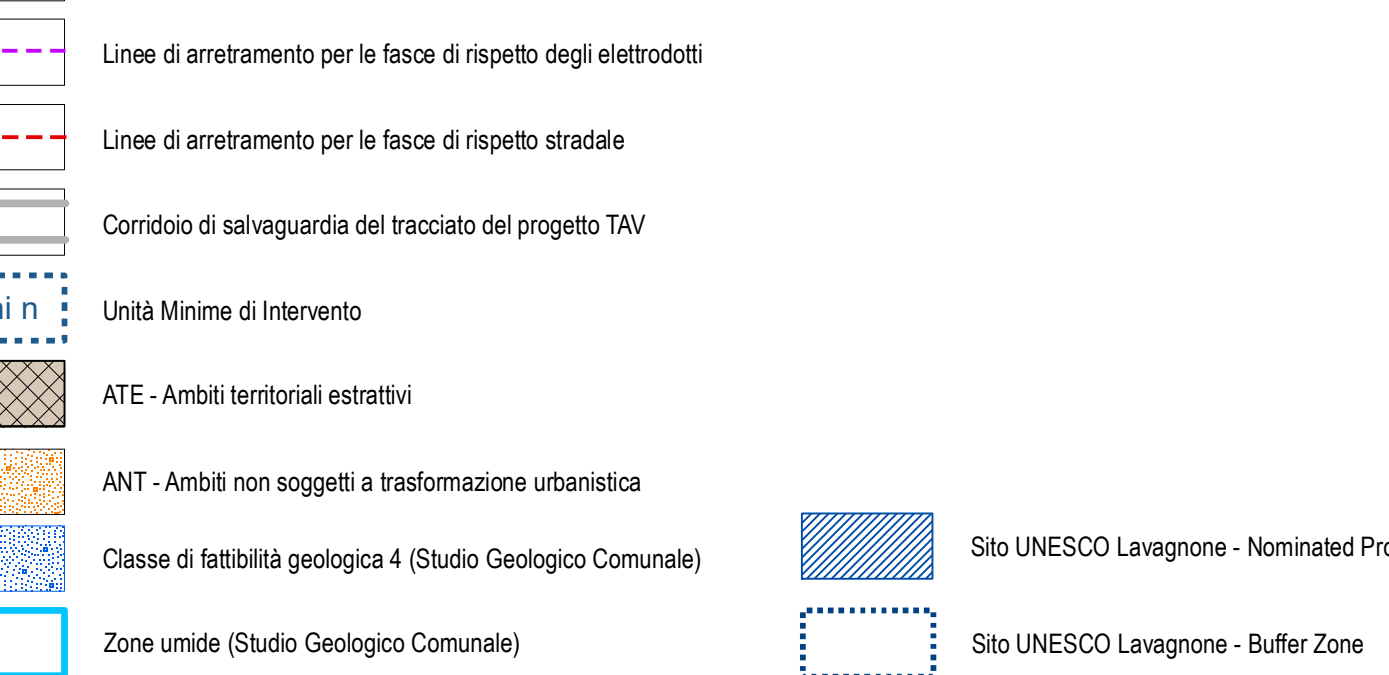 Linee di arretramento per le fasce di rispetto degli elettrodotti
Linee di arretramento per le fasce di rispetto stradale
Corridoio di salvaguardia del tracciato del progetto TAV
n
Unità Minime di Intervento
ATE - Ambiti territoriali estrattivi
ANT - Ambiti non soggetti a trasformazione urbanistica
Classe di fattibilità geologica 4 (Studio Geologico Comunale)
Zone umide (Studio Geologico Comunale)
Sito UNESCO Lavagnone - Nominated
Sito UNESCO Lavagnone - Buffer Zone